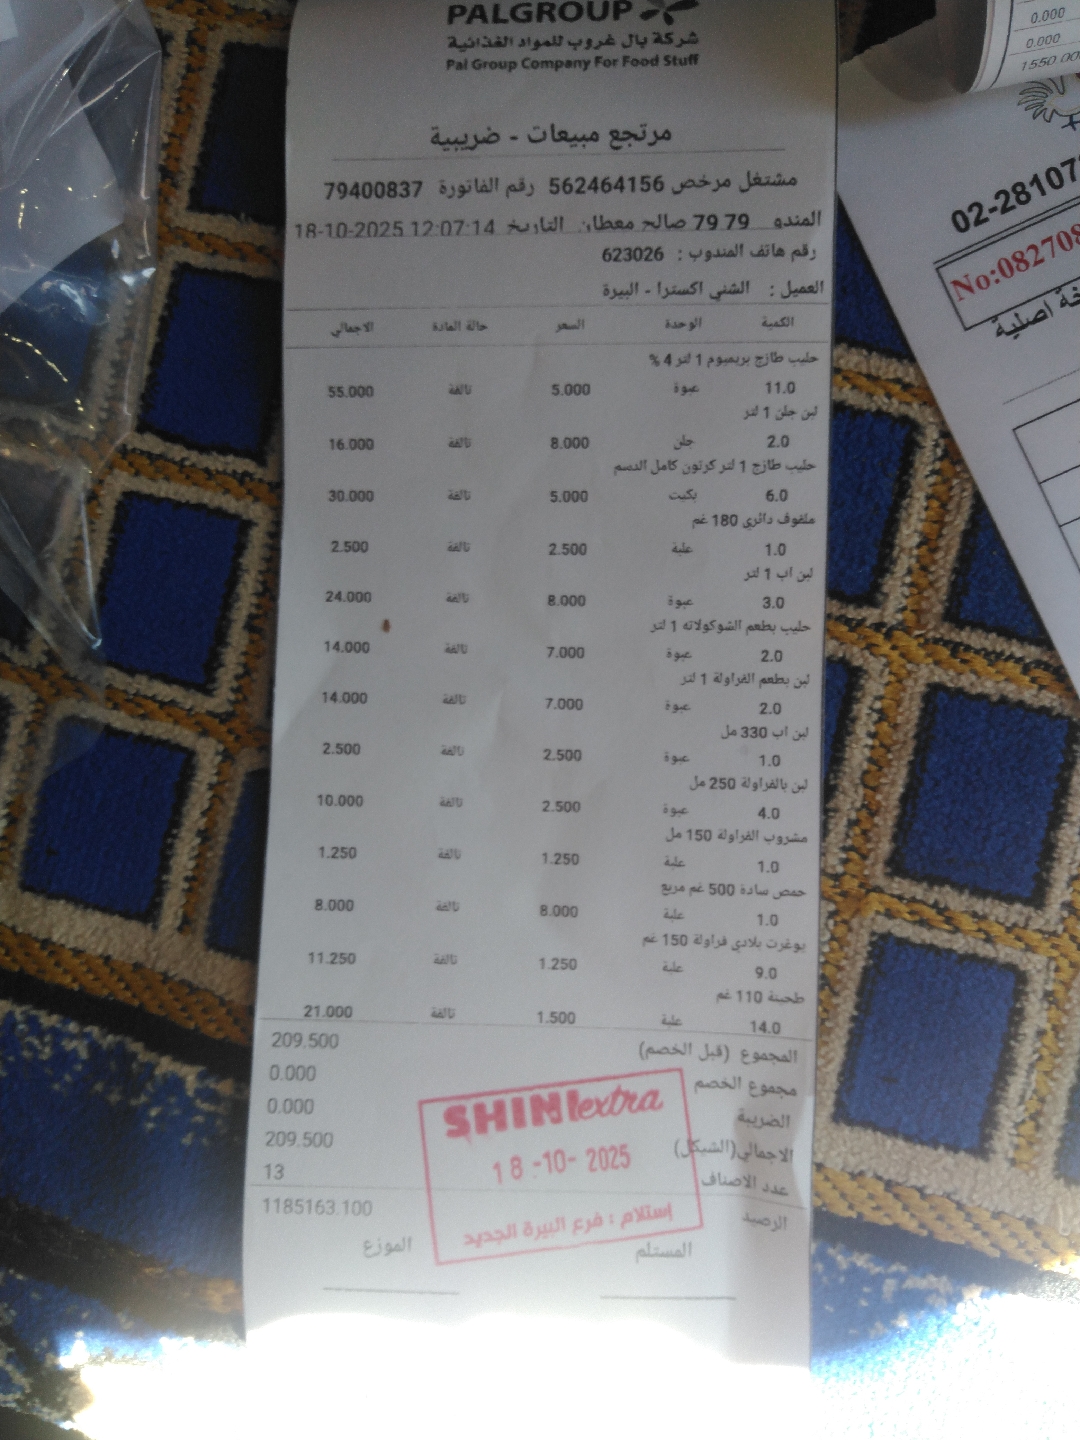 PALGROUP
شركة بال غروب للمواد الغذائية
Pal Group Company For Food Stuff
مرتجع مبيعات - ضريبية
مشتغل مرخص 562464156 رقم الفاتورة 79400837
المندو 79 79 صالح معطان التاريخ 18-10-2025 12:07:14
رقم هاتف المندوب : 623026
العميل : الشني اكسترا - البيرة
الكمية الوحدة السعر حالة المادة الاجمالي
حليب طازج بريميوم 1 لتر 4 %
11.0 عبوة 5.000 تالفة 55.000
لبن جلن 1 لتر
2.0 جلن 8.000 تالفة 16.000
حليب طازج 1 لتر كرتون كامل الدسم
6.0 بكيت 5.000 تالفة 30.000
ملفوف دائري 180 غم
1.0 علبة 2.500 تالفة 2.500
لبن اب 1 لتر
3.0 عبوة 8.000 تالفة 24.000
حليب بطعم الشوكولاته 1 لتر
2.0 عبوة 7.000 تالفة 14.000
لبن بطعم الفراولة 1 لتر
2.0 عبوة 7.000 تالفة 14.000
لبن اب 330 مل
1.0 عبوة 2.500 تالفة 2.500
لبن بالفراولة 250 مل
4.0 عبوة 2.500 تالفة 10.000
مشروب الفراولة 150 مل
1.0 علبة 1.250 تالفة 1.250
حمص سادة 500 غم مربع
1.0 علبة 8.000 تالفة 8.000
يوغرت بلادي فراولة 150 غم
9.0 علبة 1.250 تالفة 11.250
طحينة 110 غم
14.0 علبة 1.500 تالفة 21.000
المجموع (قبل الخصم) 209.500
مجموع الخصم 0.000
الضريبة 0.000
الاجمالي(الشيكل) 209.500
عدد الاصناف 13
الرصيد 1185163.100
المستلم الموزع
SHINI extra
18-10-2025
إستلام : فرع البيرة الجديد
0.000
0.000
02-28107
No:082708
اصلية